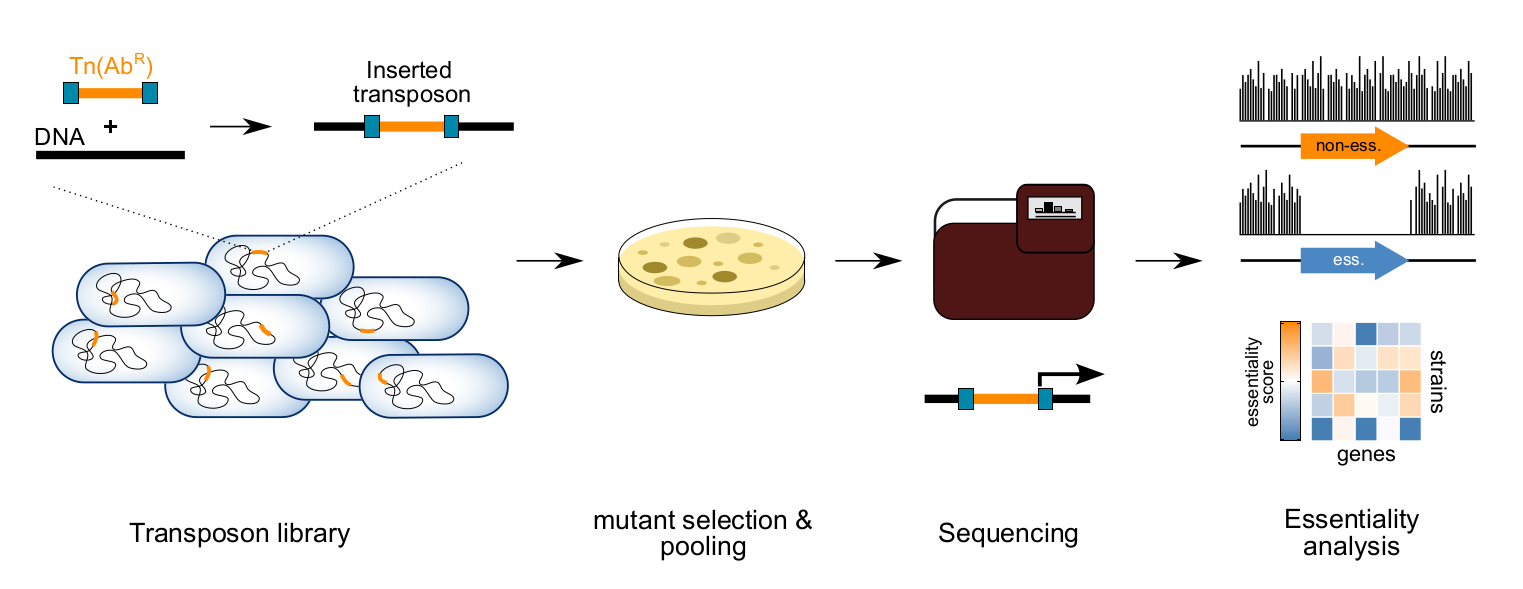 Tn(Ab^R)
+
DNA
Inserted
transposon
non-ess.
ess.
essentiality
score
strains
genes
Transposon library
mutant selection &
pooling
Sequencing
Essentiality
analysis